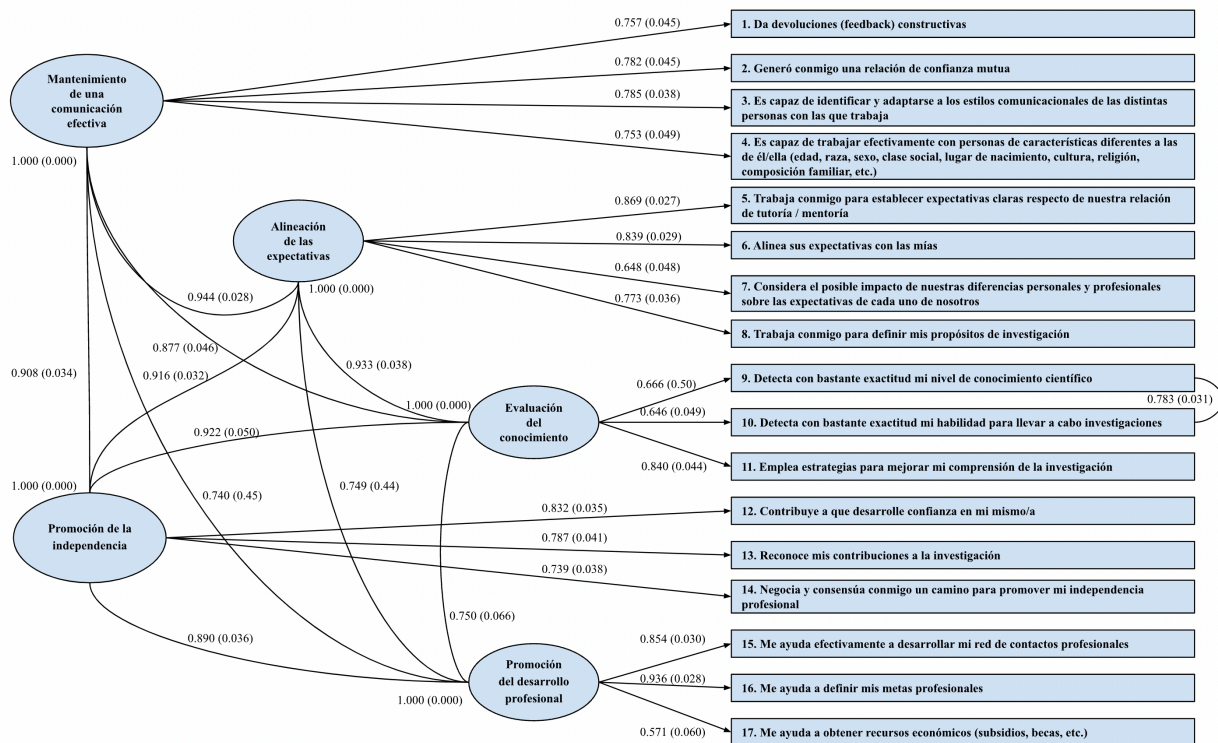 0.757 (0.045)
1. Da devoluciones (feedback) constructivas
Mantenimiento
de una
comunicación
efectiva
0.782 (0.045)
2. Generó conmigo una relación de confianza mutua
0.785 (0.038)
3. Es capaz de identificar y adaptarse a los estilos comunicacionales de las distintas
personas con las que trabaja
0.753 (0.049)
4. Es capaz de trabajar efectivamente con personas de características diferentes a las
de él/ella (edad, raza, sexo, clase social, lugar de nacimiento, cultura, religión,
composición familiar, etc.)
1.000 (0.000)
0.869 (0.027)
5. Trabaja conmigo para establecer expectativas claras respecto de nuestra relación
de tutoría / mentoría
Alineación
de las
expectativas
0.839 (0.029)
6. Alinea sus expectativas con las mías
0.648 (0.048)
7. Considera el posible impacto de nuestras diferencias personales y profesionales
sobre las expectativas de cada uno de nosotros
0.944 (0.028)
1.000 (0.000)
0.773 (0.036)
8. Trabaja conmigo para definir mis propósitos de investigación
0.877 (0.046)
0.908 (0.034)
0.916 (0.032)
0.933 (0.038)
0.666 (0.50)
9. Detecta con bastante exactitud mi nivel de conocimiento científico
0.783 (0.031)
1.000 (0.000)
Evaluación
del
conocimiento
0.646 (0.049)
10. Detecta con bastante exactitud mi habilidad para llevar a cabo investigaciones
0.922 (0.050)
0.840 (0.044)
11. Emplea estrategias para mejorar mi comprensión de la investigación
1.000 (0.000)
0.740 (0.45)
0.749 (0.44)
0.832 (0.035)
12. Contribuye a que desarrolle confianza en mi mismo/a
Promoción de la
independencia
0.787 (0.041)
13. Reconoce mis contribuciones a la investigación
0.739 (0.038)
14. Negocia y consensúa conmigo un camino para promover mi independencia
profesional
0.890 (0.036)
0.750 (0.066)
0.854 (0.030)
15. Me ayuda efectivamente a desarrollar mi red de contactos profesionales
Promoción
del desarrollo
profesional
0.936 (0.028)
16. Me ayuda a definir mis metas profesionales
1.000 (0.000)
0.571 (0.060)
17. Me ayuda a obtener recursos económicos (subsidios, becas, etc.)